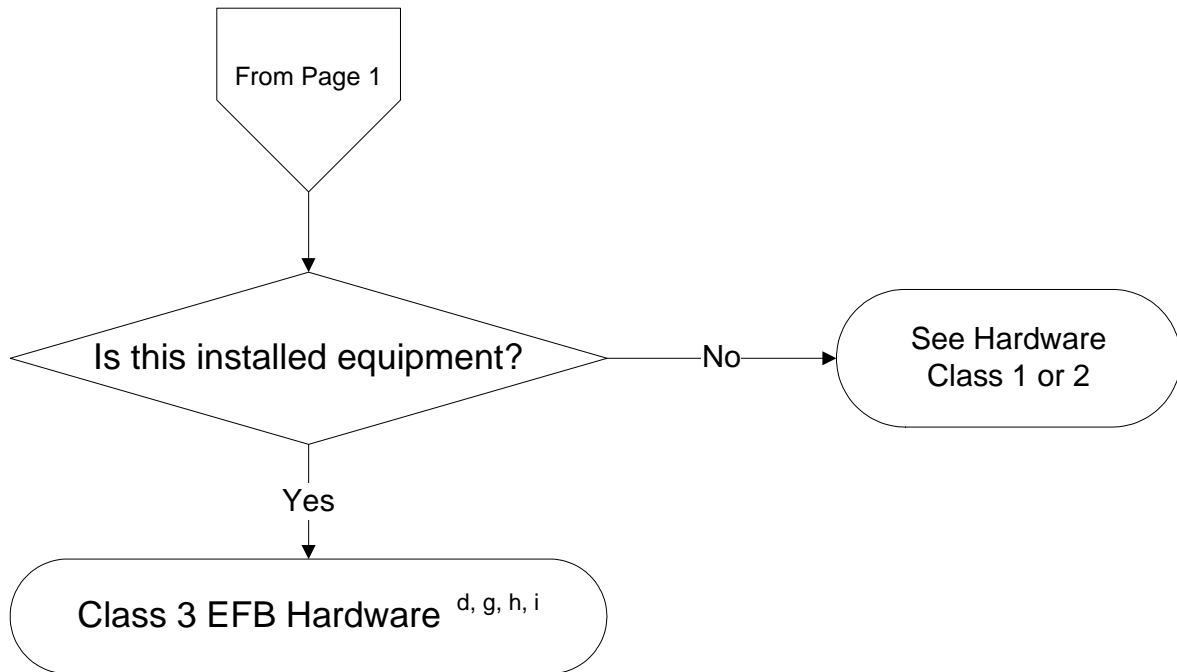 From Page 1
Is this installed equipment?
No
See Hardware
Class 1 or 2
Yes
Class 3 EFB Hardware d, g, h, i